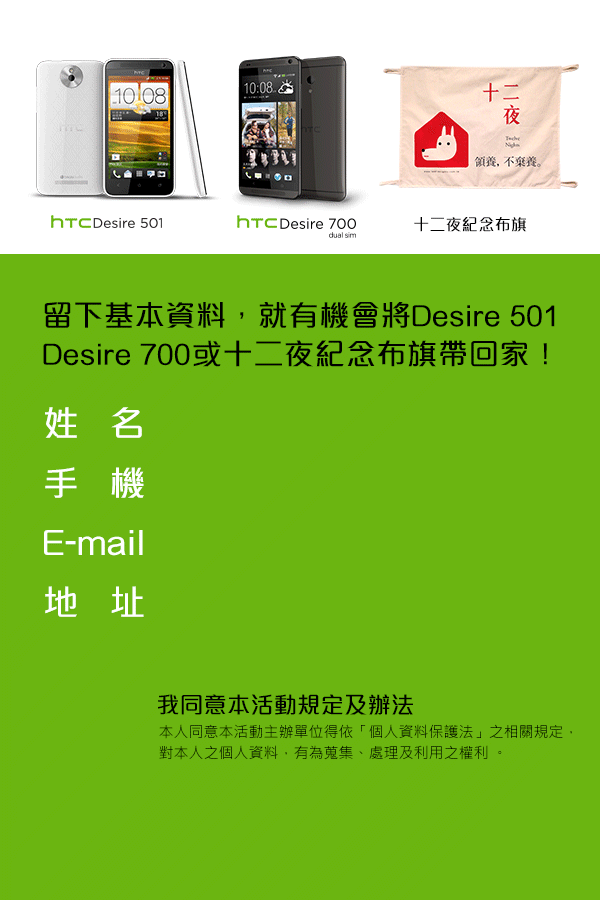 10:08
18°
hTC
hTC
10:08
hTC
十二夜
Twelve
Nights
領養，不棄養。
hTC Desire 501
hTC Desire 700
dual sim
十二夜紀念布旗
留下基本資料，就有機會將Desire 501
Desire 700或十二夜紀念布旗帶回家！
姓 名
手 機
E-mail
地 址
我同意本活動規定及辦法
本人同意本活動主辦單位得依「個人資料保護法」之相關規定，
對本人之個人資料，有為蒐集、處理及利用之權利 。